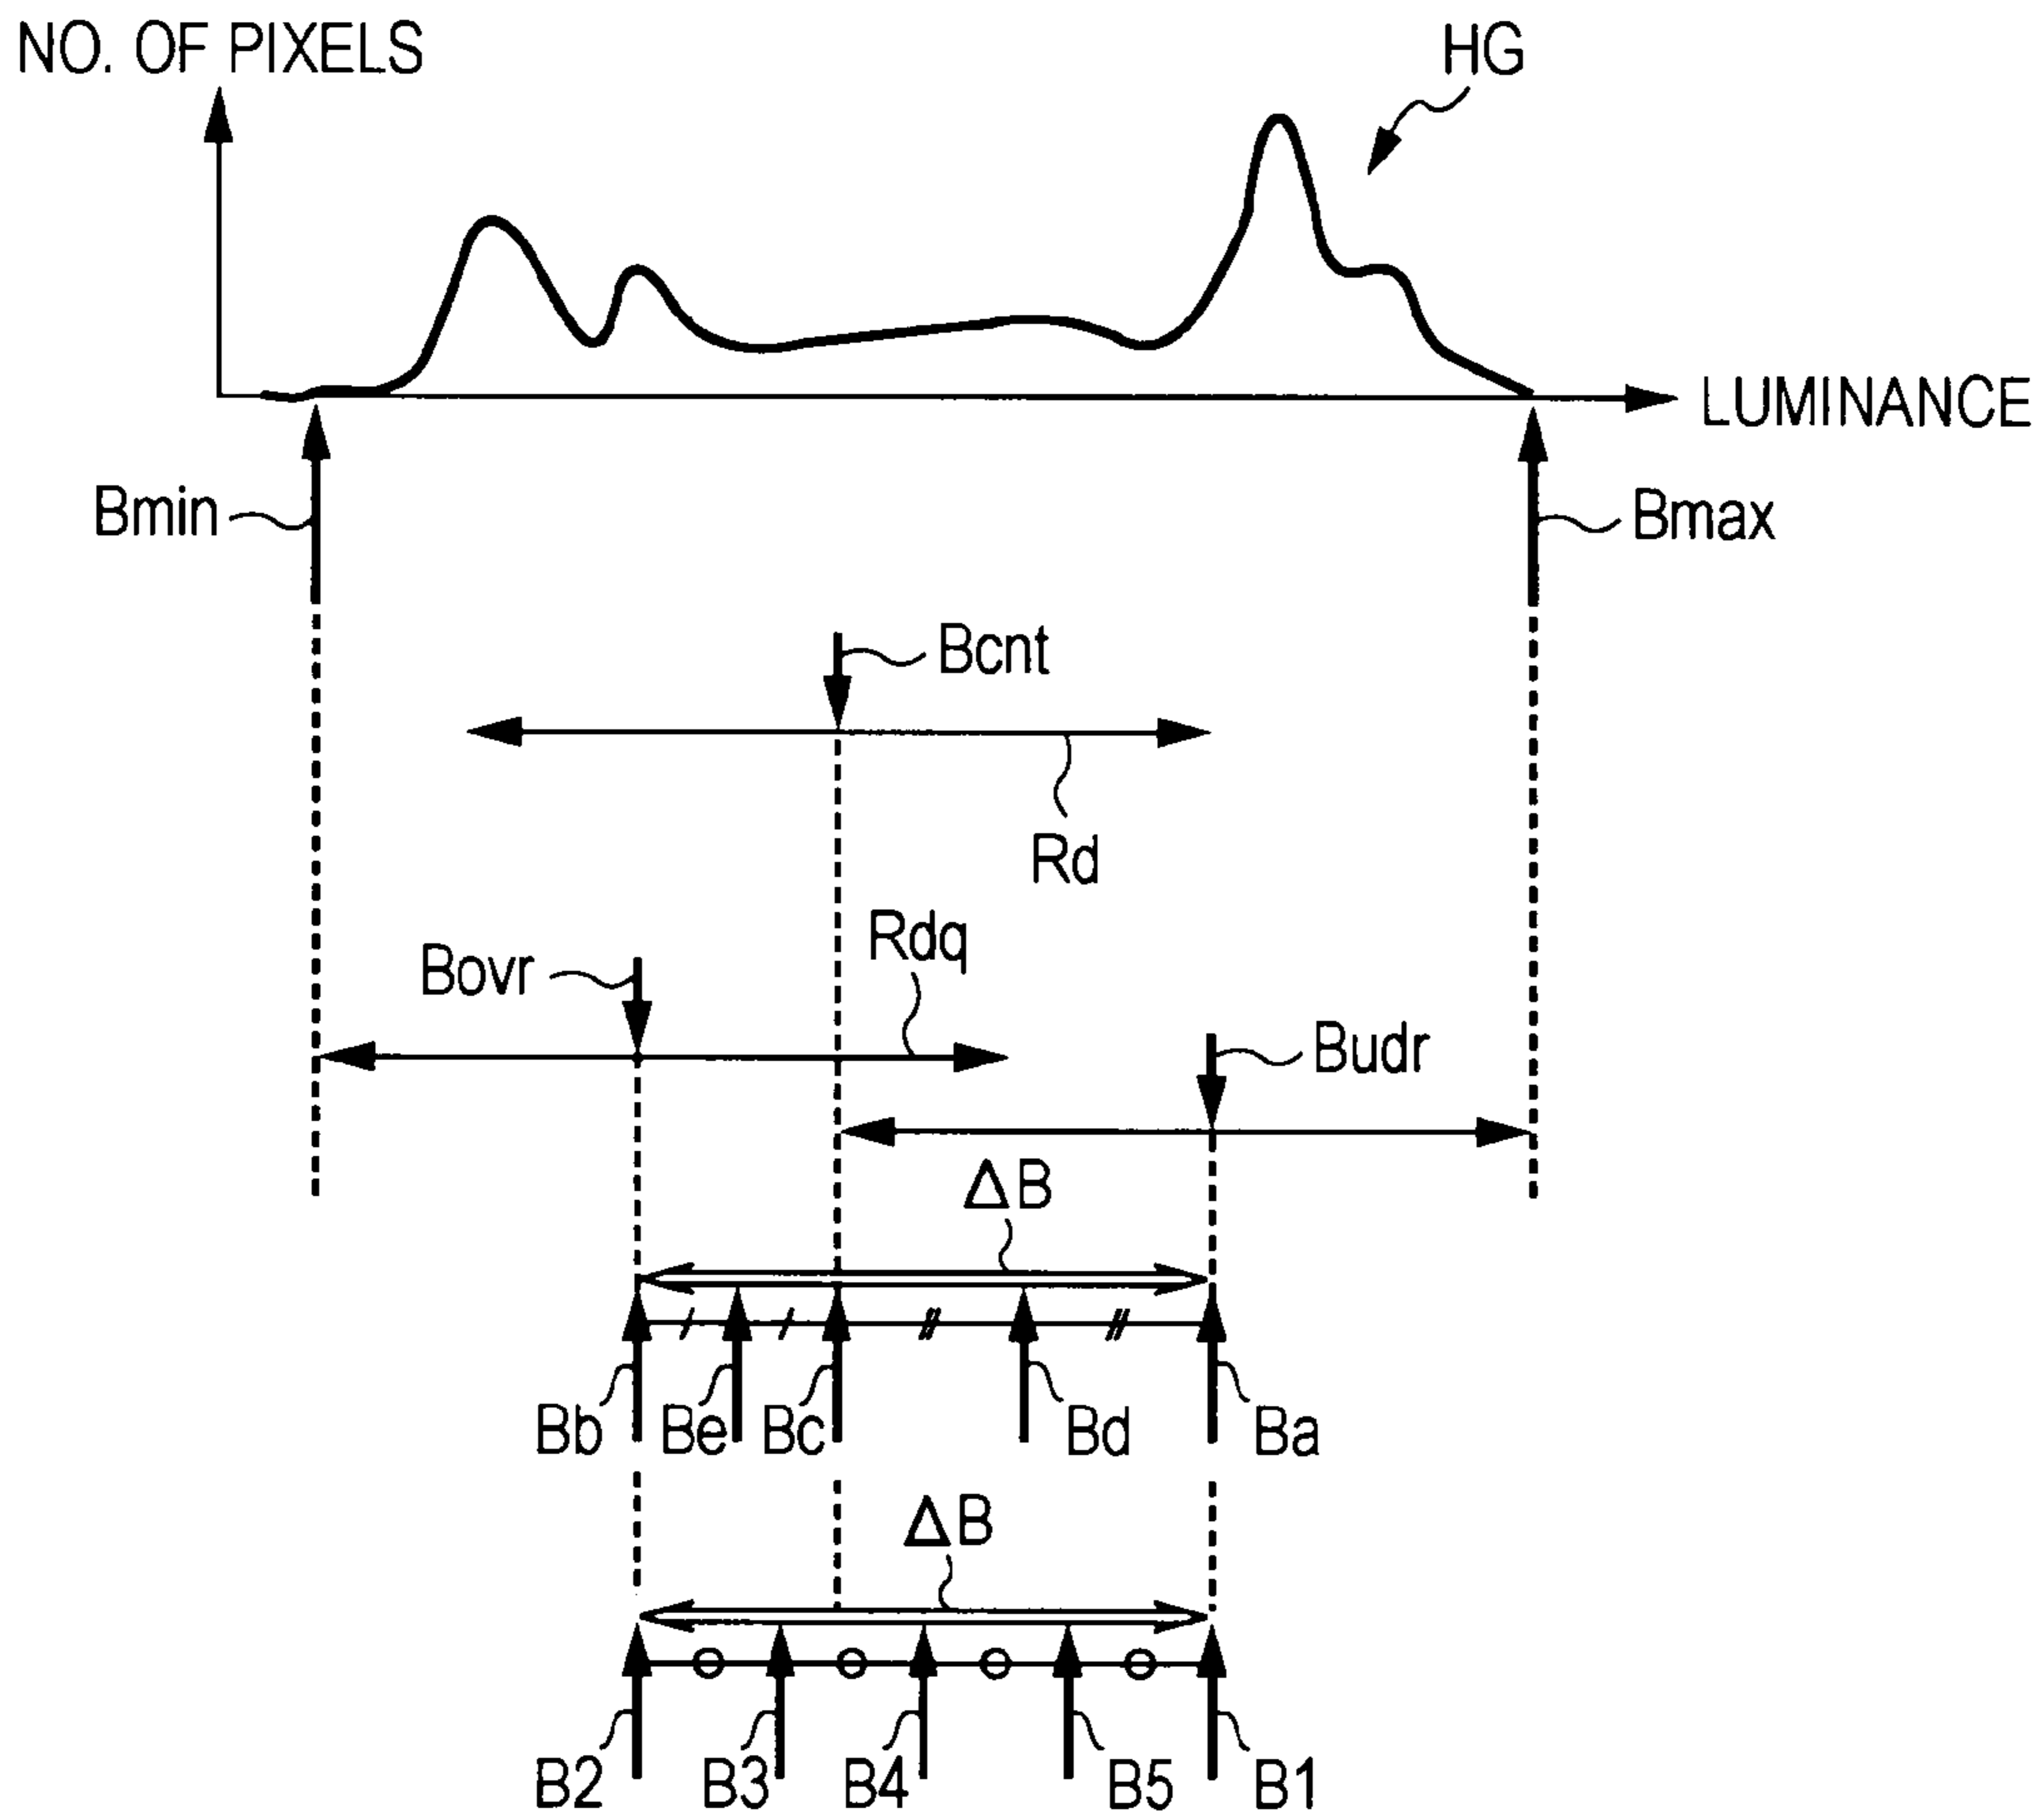 NO. OF PIXELS
HG
LUMINANCE
Bmin
Bmax
Bcnt
Rd
Rdq
Bovr
Budr
ΔB
Bb
Be
Bc
Bd
Ba
ΔB
B2
B3
B4
B5
B1